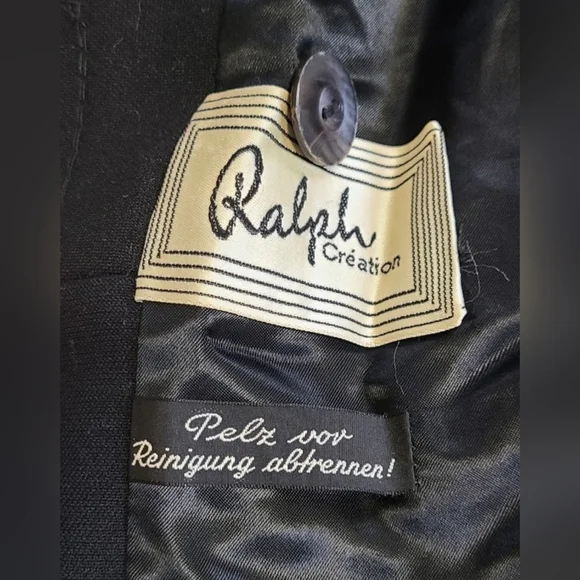 Ralph
Création
Pelz vor
Reinigung abtrennen!